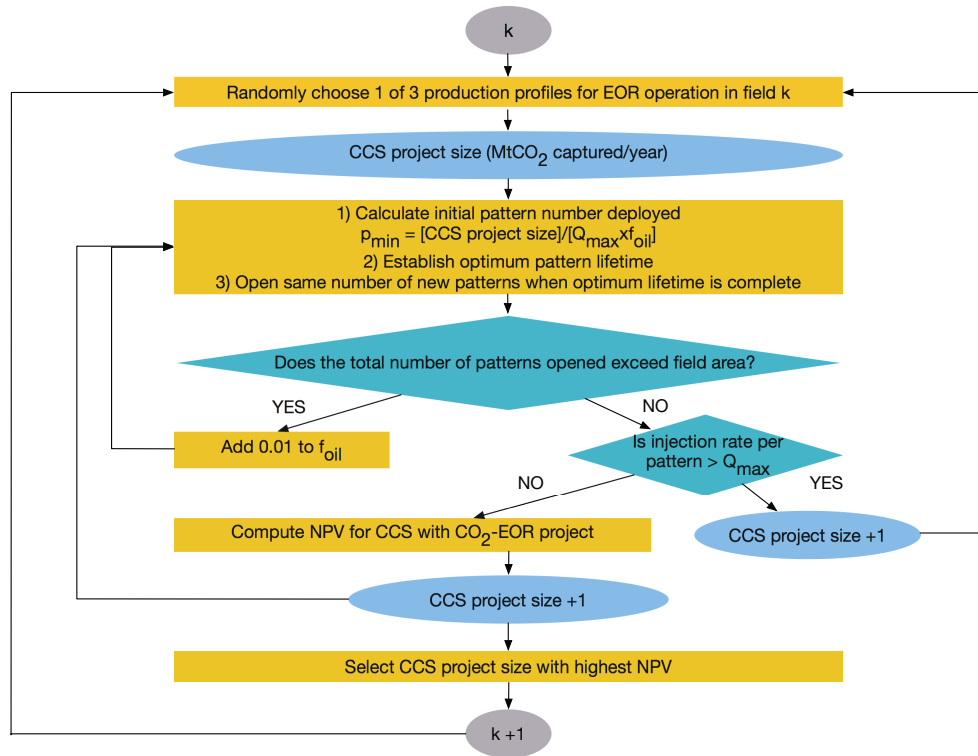 k
Randomly choose 1 of 3 production profiles for EOR operation in field k
CCS project size (MtCO₂ captured/year)
1) Calculate initial pattern number deployed
pmin = [CCS project size]/[Qmaxxfoil]
2) Establish optimum pattern lifetime
3) Open same number of new patterns when optimum lifetime is complete
Does the total number of patterns opened exceed field area?
YES
NO
Add 0.01 to foil
Is injection rate per
pattern > Qmax
NO
YES
Compute NPV for CCS with CO₂-EOR project
CCS project size +1
CCS project size +1
Select CCS project size with highest NPV
k +1